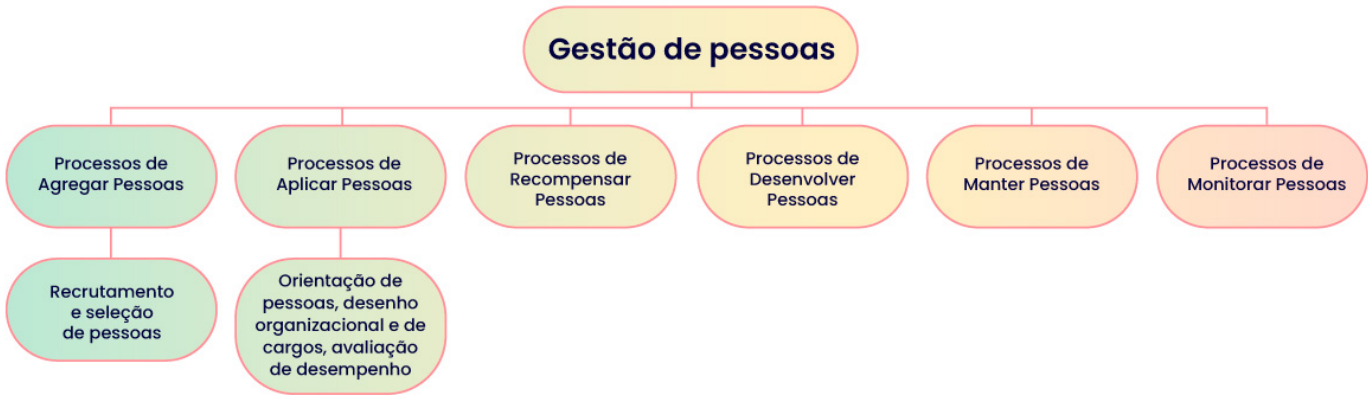 Gestão de pessoas
Processos de
Agregar Pessoas
Processos de
Aplicar Pessoas
Processos de
Recompensar
Pessoas
Processos de
Desenvolver
Pessoas
Processos de
Manter Pessoas
Processos de
Monitorar Pessoas
Recrutamento
e seleção
de pessoas
Orientação de
pessoas, desenho
organizacional e de
cargos, avaliação
de desempenho